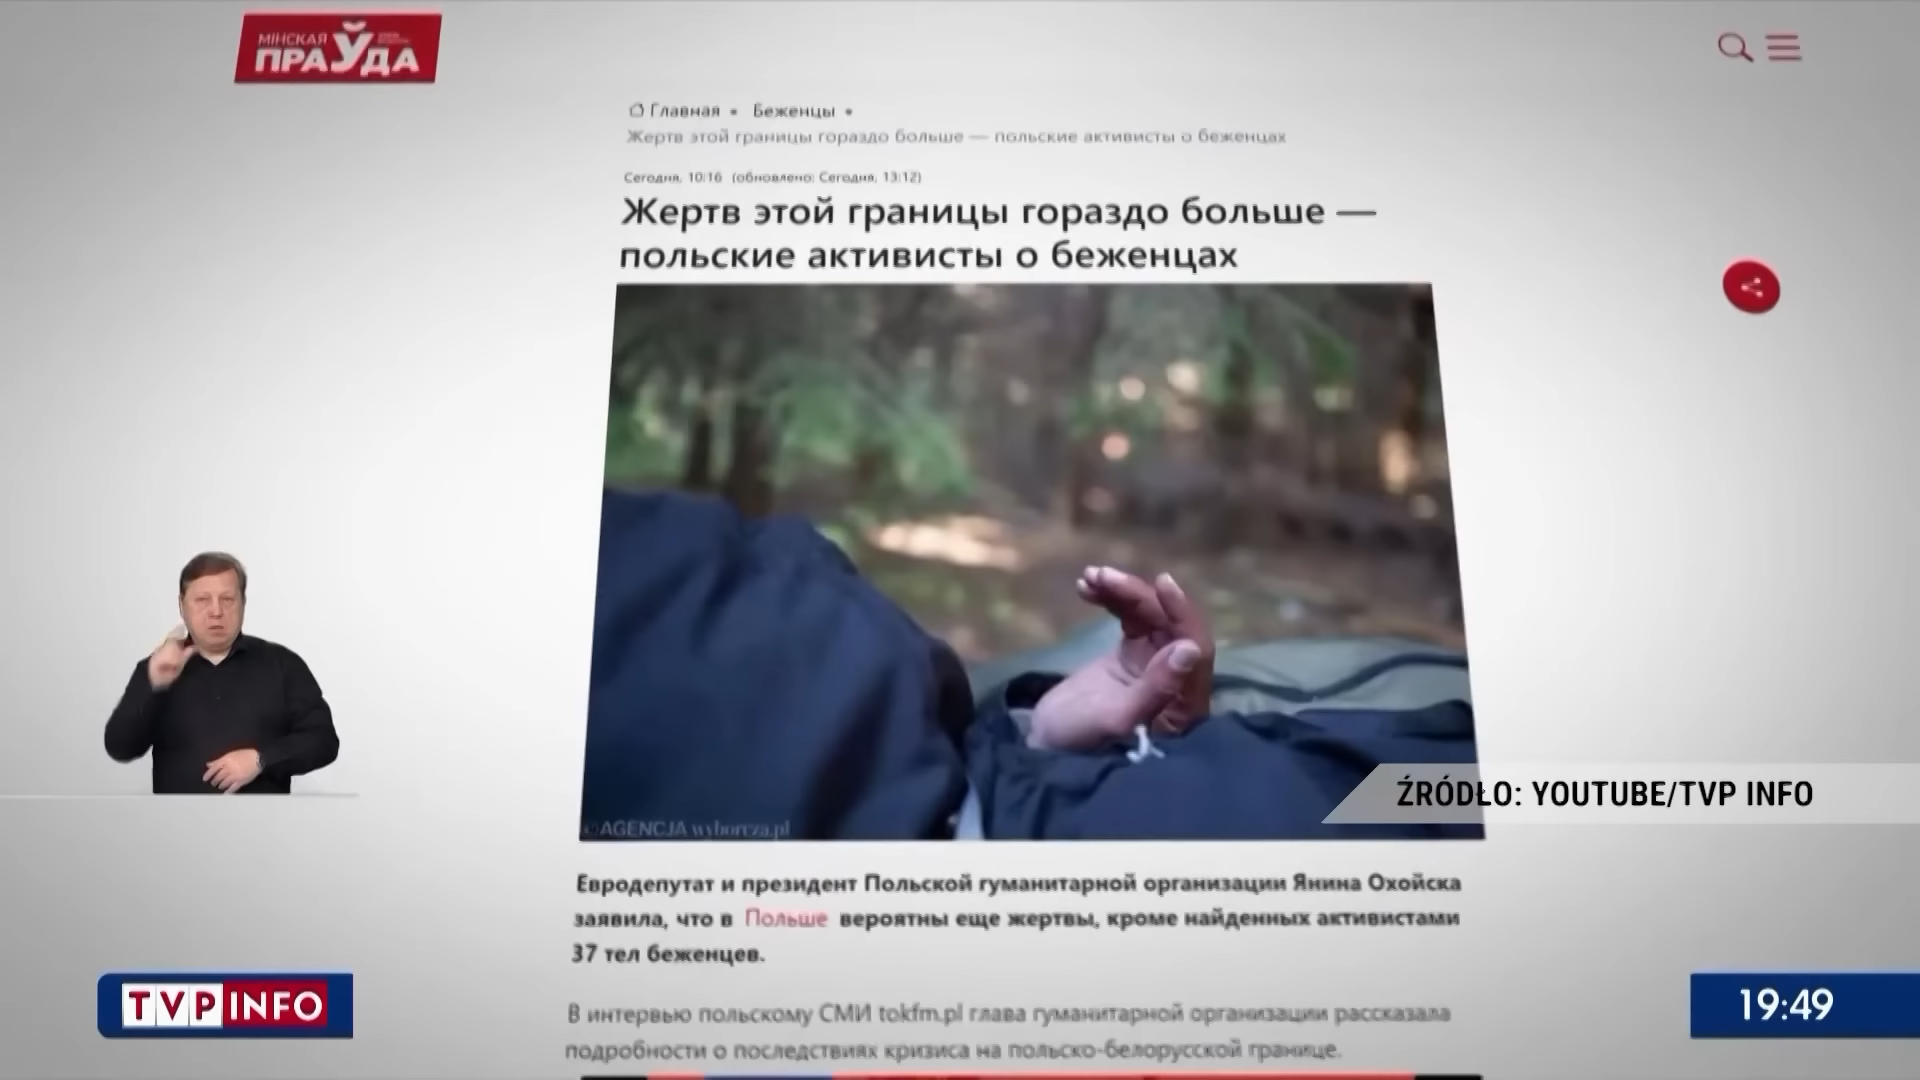 МІНСКАЯ
ПРАЎДА
Главная • Беженцы •
Жертв этой границы гораздо больше — польские активисты о беженцах
Сегодня, 10:16 (обновлено: Сегодня, 13:12)
Жертв этой границы гораздо больше —
польские активисты о беженцах
ŹRÓDŁO: YOUTUBE/TVP INFO
©AGENCJA wyborcza.pl
Евродепутат и президент Польской гуманитарной организации Янина Охойска
заявила, что в Польше вероятны еще жертвы, кроме найденных активистами
37 тел беженцев.
TVP INFO
19:49
В интервью польскому СМИ tokfm.pl глава гуманитарной организации рассказала
подробности о последствиях кризиса на польско-белорусской границе.